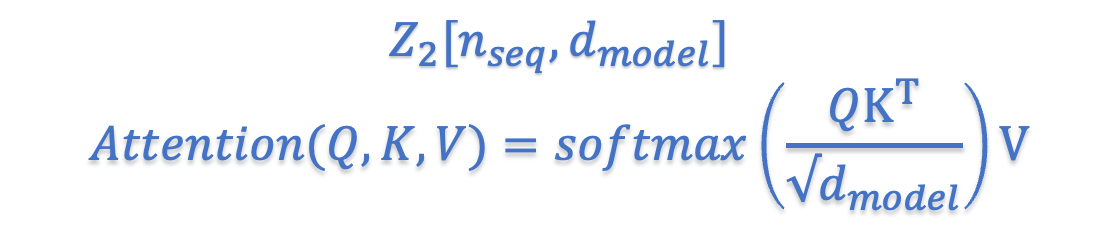 Z₂[n_seq, d_model]
Attention(Q, K, V) = softmax(QKᵀ / √d_model)V